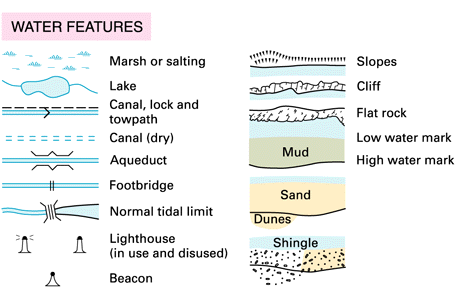 WATER FEATURES
Marsh or salting
Lake
Canal, lock and
towpath
Canal (dry)
Aqueduct
Footbridge
Normal tidal limit
Lighthouse
(in use and disused)
Beacon
Slopes
Cliff
Flat rock
Low water mark
Mud
High water mark
Sand
Dunes
Shingle